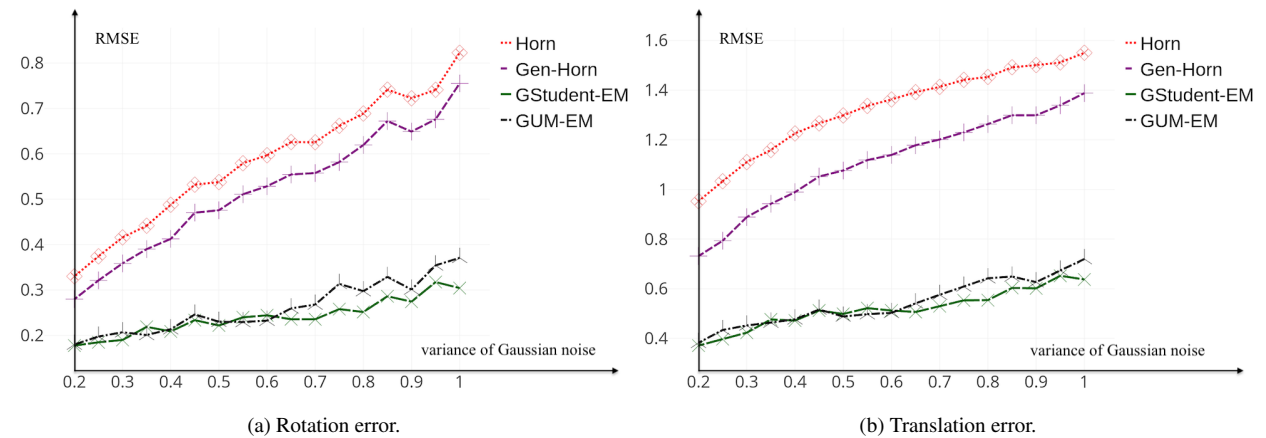 RMSE
Horn
Gen-Horn
GStudent-EM
GUM-EM
0.8
0.7
0.6
0.5
0.4
0.3
0.2
variance of Gaussian noise
0.2 0.3 0.4 0.5 0.6 0.7 0.8 0.9 1
(a) Rotation error.
RMSE
Horn
Gen-Horn
GStudent-EM
GUM-EM
1.6
1.4
1.2
1
0.8
0.6
0.4
variance of Gaussian noise
0.2 0.3 0.4 0.5 0.6 0.7 0.8 0.9 1
(b) Translation error.